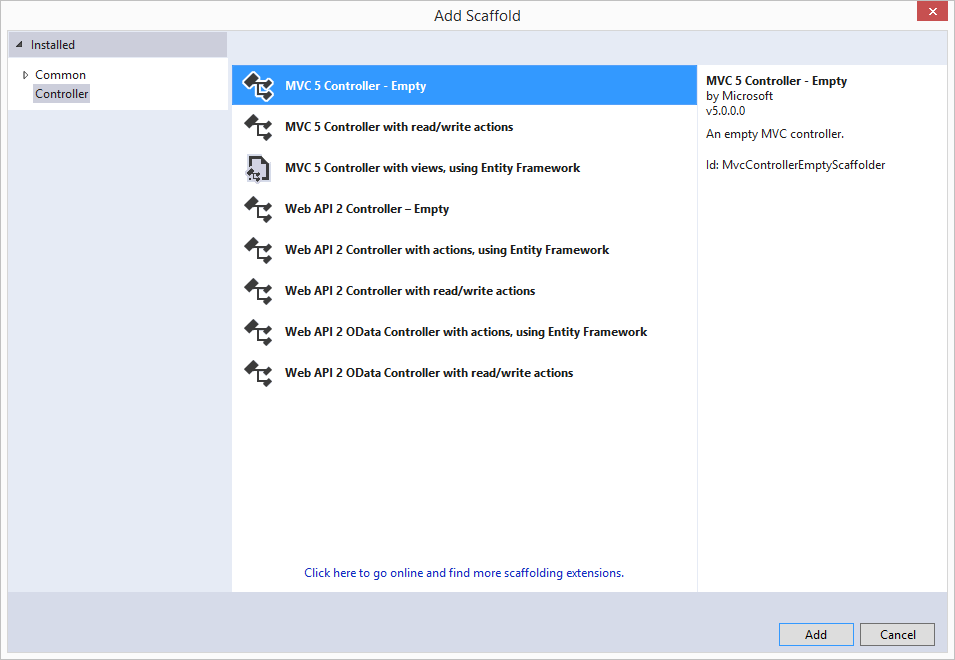 Add Scaffold
Installed
Common
Controller
MVC 5 Controller - Empty
MVC 5 Controller with read/write actions
MVC 5 Controller with views, using Entity Framework
Web API 2 Controller – Empty
Web API 2 Controller with actions, using Entity Framework
Web API 2 Controller with read/write actions
Web API 2 OData Controller with actions, using Entity Framework
Web API 2 OData Controller with read/write actions
Click here to go online and find more scaffolding extensions.
MVC 5 Controller - Empty
by Microsoft
v5.0.0.0
An empty MVC controller.
Id: MvcControllerEmptyScaffolder
Add
Cancel